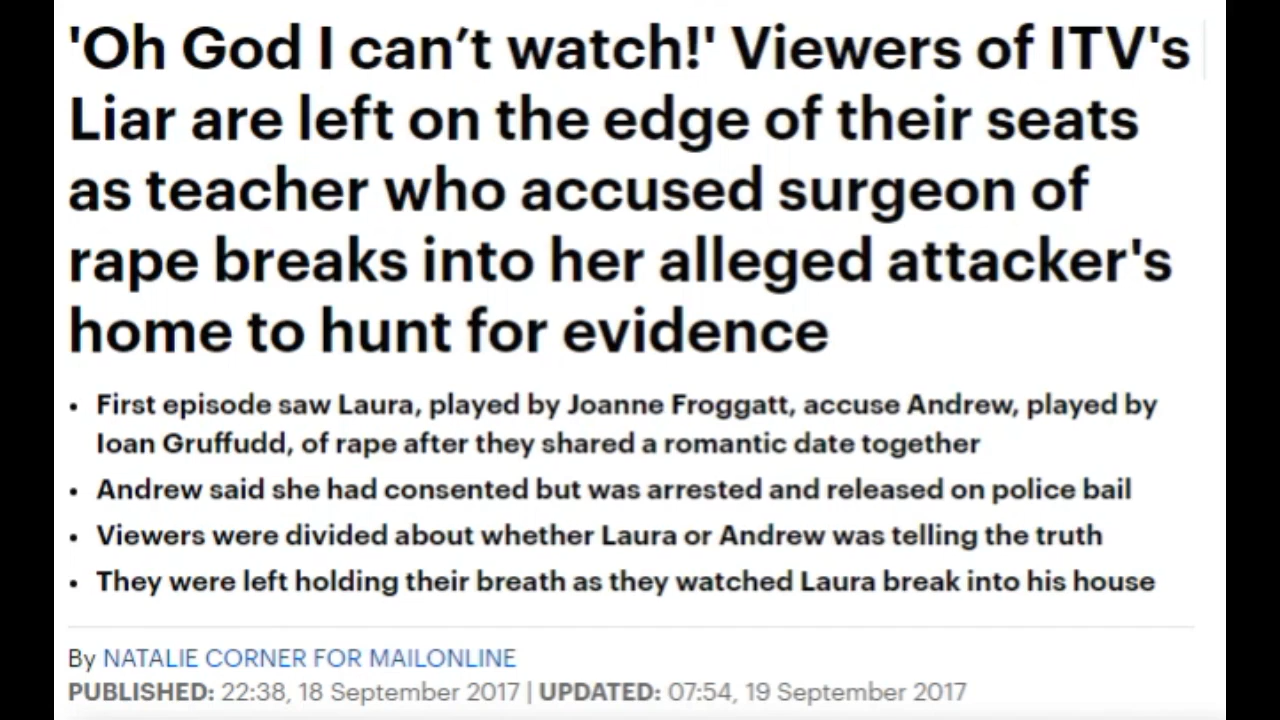 'Oh God I can’t watch!' Viewers of ITV's
Liar are left on the edge of their seats
as teacher who accused surgeon of
rape breaks into her alleged attacker's
home to hunt for evidence
• First episode saw Laura, played by Joanne Froggatt, accuse Andrew, played by
Ioan Gruffudd, of rape after they shared a romantic date together
• Andrew said she had consented but was arrested and released on police bail
• Viewers were divided about whether Laura or Andrew was telling the truth
• They were left holding their breath as they watched Laura break into his house
By NATALIE CORNER FOR MAILONLINE
PUBLISHED: 22:38, 18 September 2017 | UPDATED: 07:54, 19 September 2017